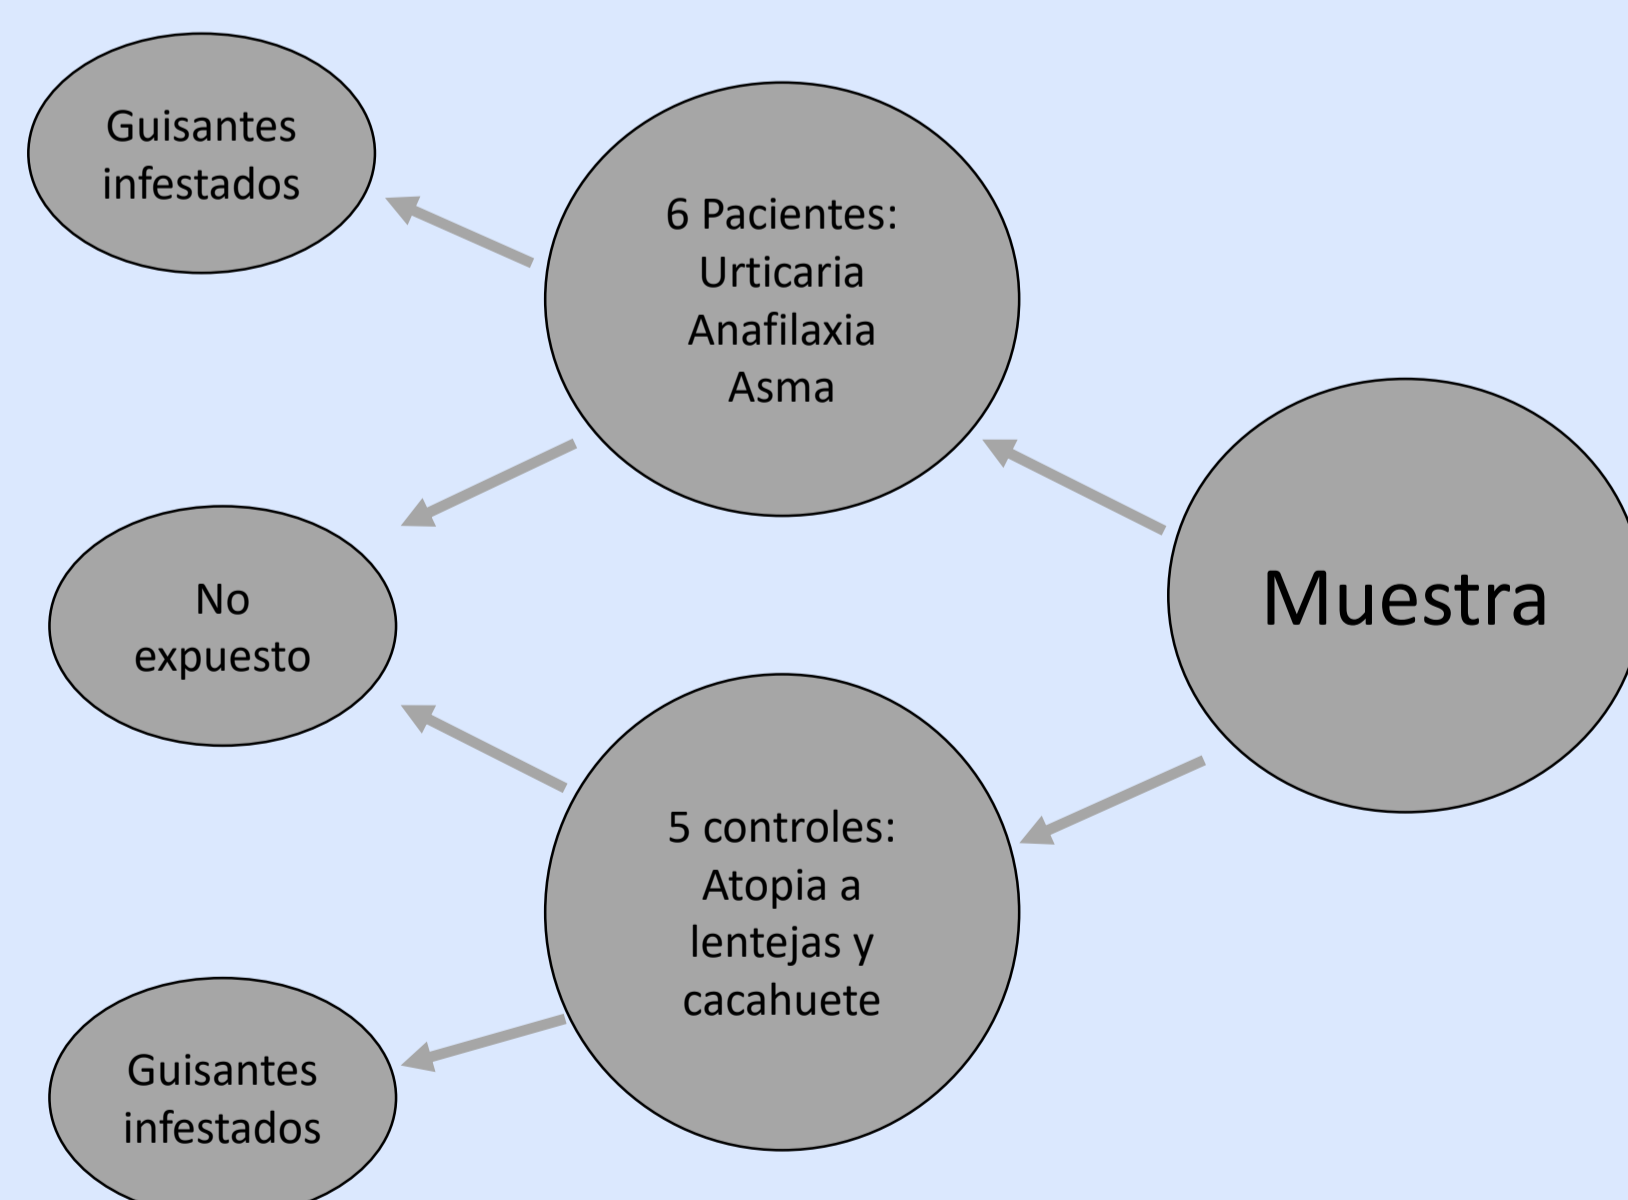 Guisantes
infestados
6 Pacientes:
Urticaria
Anafilaxia
Asma
Muestra
No
expuesto
5 controles:
Atopia a
lentejas y
cacahuete
Guisantes
infestados